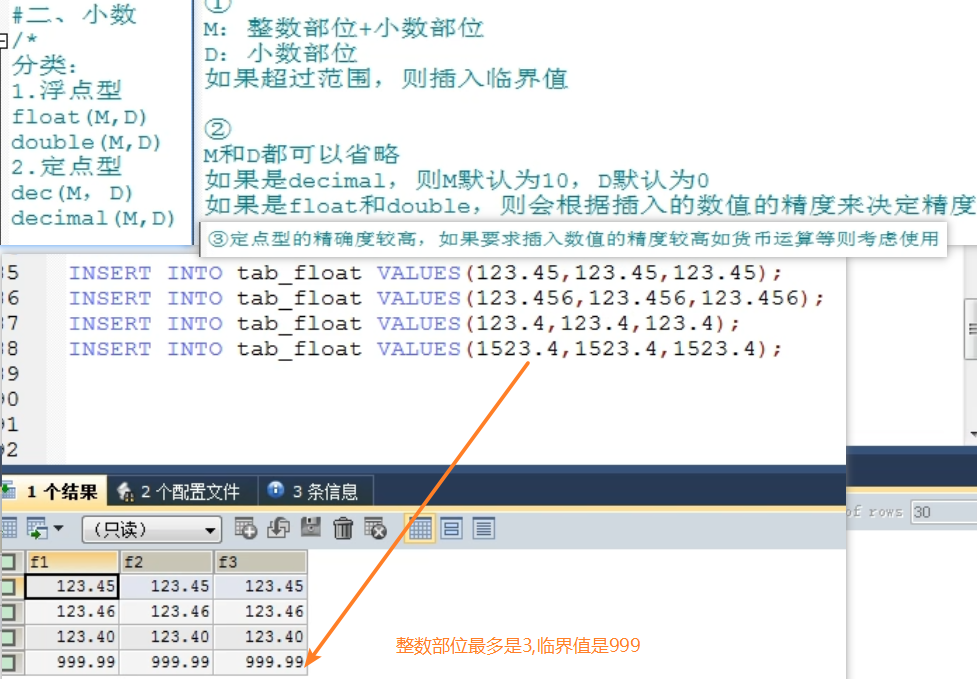 #二、小数
/*
分类：
1.浮点型
float(M,D)
double(M,D)
2.定点型
dec(M, D)
decimal(M,D)
①
M: 整数部位+小数部位
D: 小数部位
如果超过范围，则插入临界值
②
M和D都可以省略
如果是decimal，则M默认为10，D默认为0
如果是float和double，则会根据插入的数值的精度来决定精度
③定点型的精确度较高，如果要求插入数值的精度较高如货币运算等则考虑使用
35 INSERT INTO tab_float VALUES(123.45,123.45,123.45);
36 INSERT INTO tab_float VALUES(123.456,123.456,123.456);
37 INSERT INTO tab_float VALUES(123.4,123.4,123.4);
38 INSERT INTO tab_float VALUES(1523.4,1523.4,1523.4);
39
1 个结果 2 个配置文件 3 条信息
(只读)
of rows 30
f1 f2 f3
123.45 123.45 123.45
123.46 123.46 123.46
123.40 123.40 123.40
999.99 999.99 999.99
整数部位最多是3,临界值是999